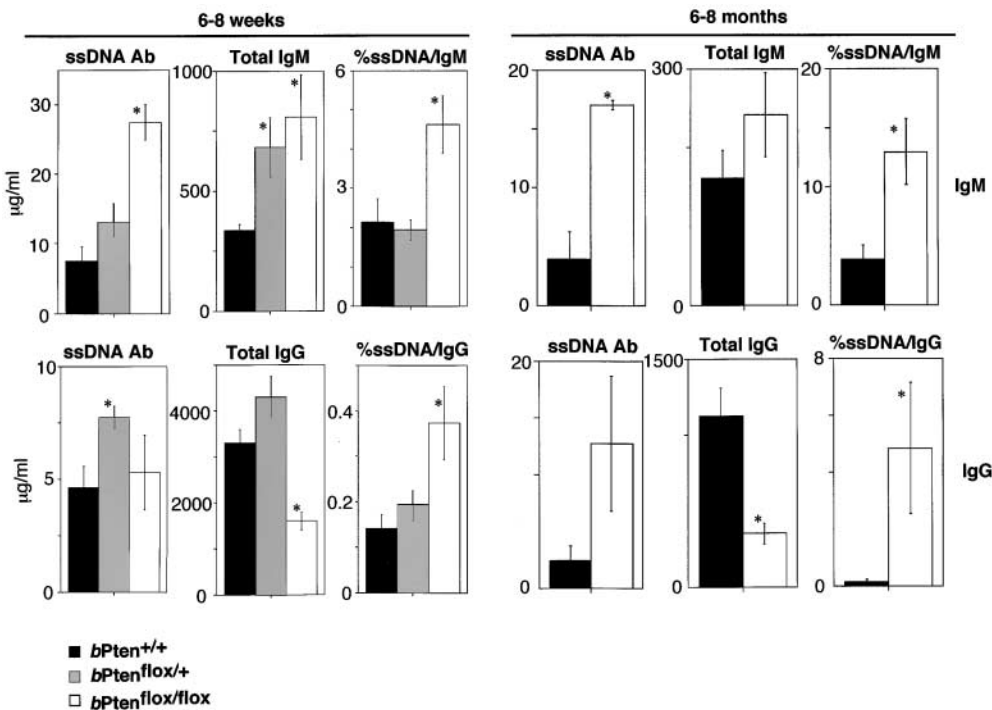 6-8 weeks
6-8 months
ssDNA Ab
Total IgM
%ssDNA/IgM
ssDNA Ab
Total IgM
%ssDNA/IgM
30
20
10
0
µg/ml
*
1000
500
0
*
*
6
3
0
*
20
10
0
*
300
0
20
10
0
*
IgM
ssDNA Ab
Total IgG
%ssDNA/IgG
ssDNA Ab
Total IgG
%ssDNA/IgG
10
5
0
µg/ml
*
4000
2000
0
*
0.4
0.2
0
*
20
0
1500
0
*
8
0
*
IgG
bPten+/+
bPtenflox/+
bPtenflox/flox